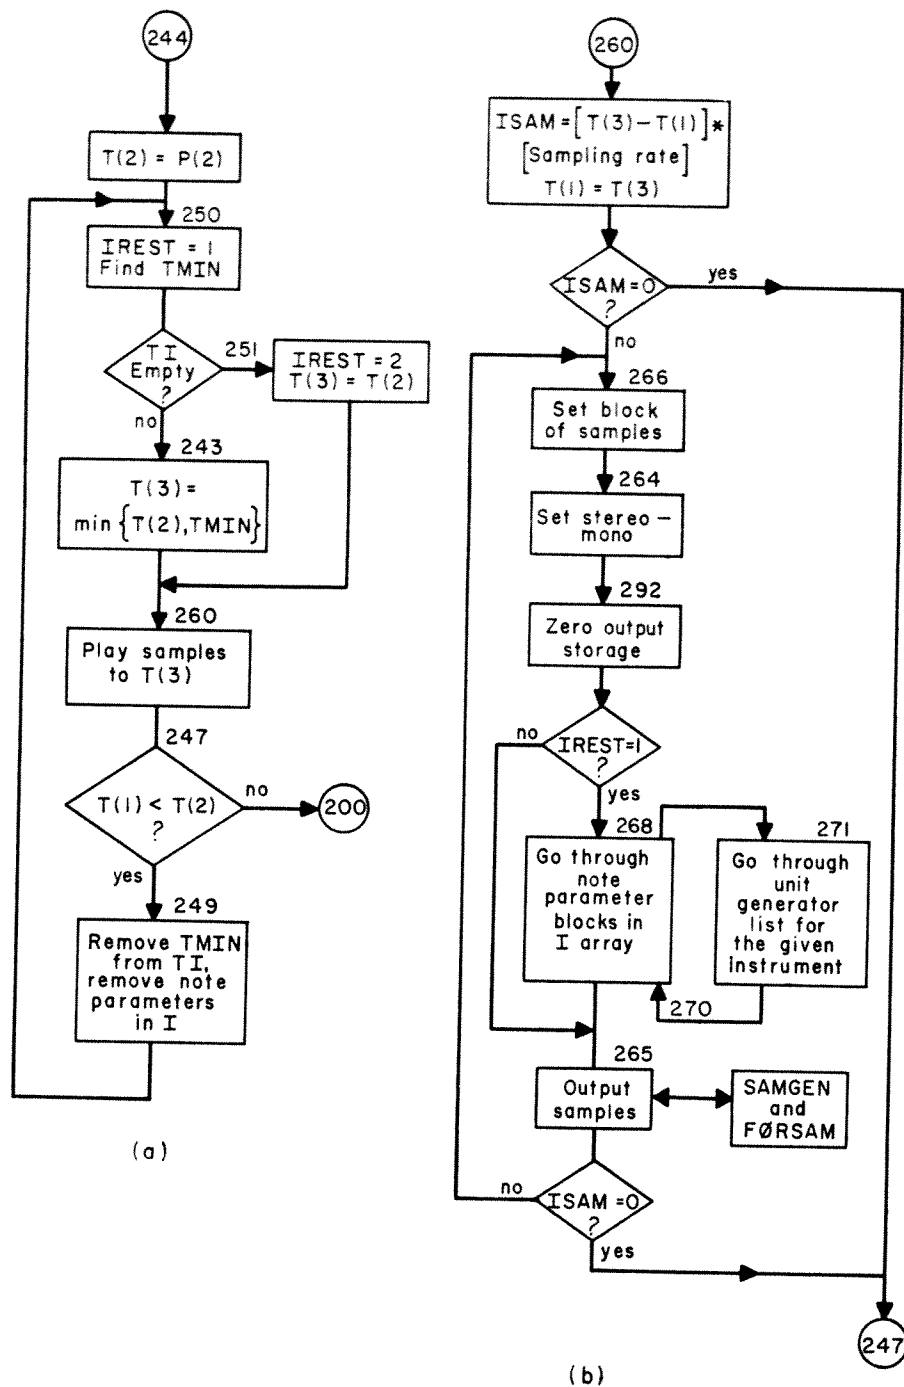 244
T(2) = P(2)
250
IREST = 1
Find TMIN
TI
Empty
?
251
IREST = 2
T(3) = T(2)
no
243
T(3) =
min {T(2),TMIN}
260
Play samples
to T(3)
247
T(1) < T(2)
?
no
200
yes
249
Remove TMIN
from TI,
remove note
parameters
in I
(a)
260
ISAM = [T(3) – T(1)] *
[Sampling rate]
T(1) = T(3)
ISAM = 0
?
yes
no
266
Set block
of samples
264
Set stereo –
mono
292
Zero output
storage
no
IREST = 1
?
yes
268
Go through
note
parameter
blocks in
I array
271
Go through
unit
generator
list for
the given
instrument
270
265
Output
samples
SAMGEN
and
FØRSAM
no
ISAM = 0
?
yes
247
(b)